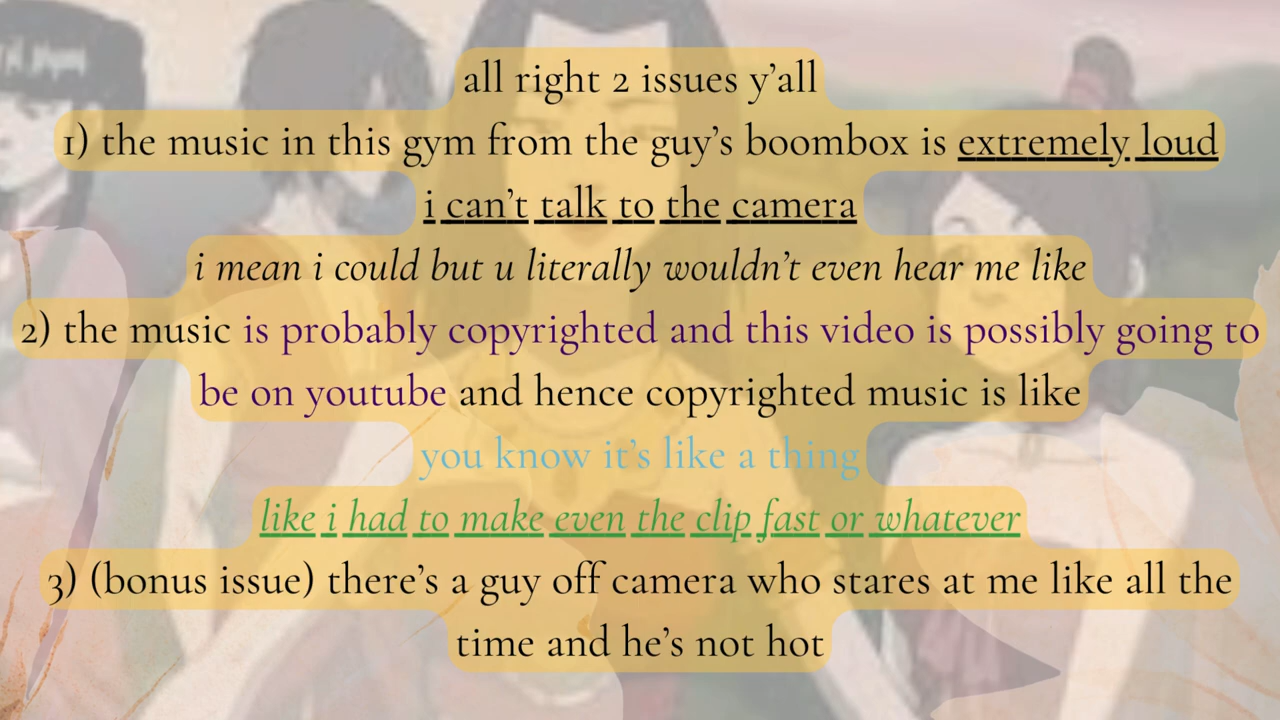 all right 2 issues y’all
1) the music in this gym from the guy’s boombox is extremely loud
i can’t talk to the camera
i mean i could but u literally wouldn’t even hear me like
2) the music is probably copyrighted and this video is possibly going to
be on youtube and hence copyrighted music is like
you know it’s like a thing
like i had to make even the clip fast or whatever
3) (bonus issue) there’s a guy off camera who stares at me like all the
time and he’s not hot